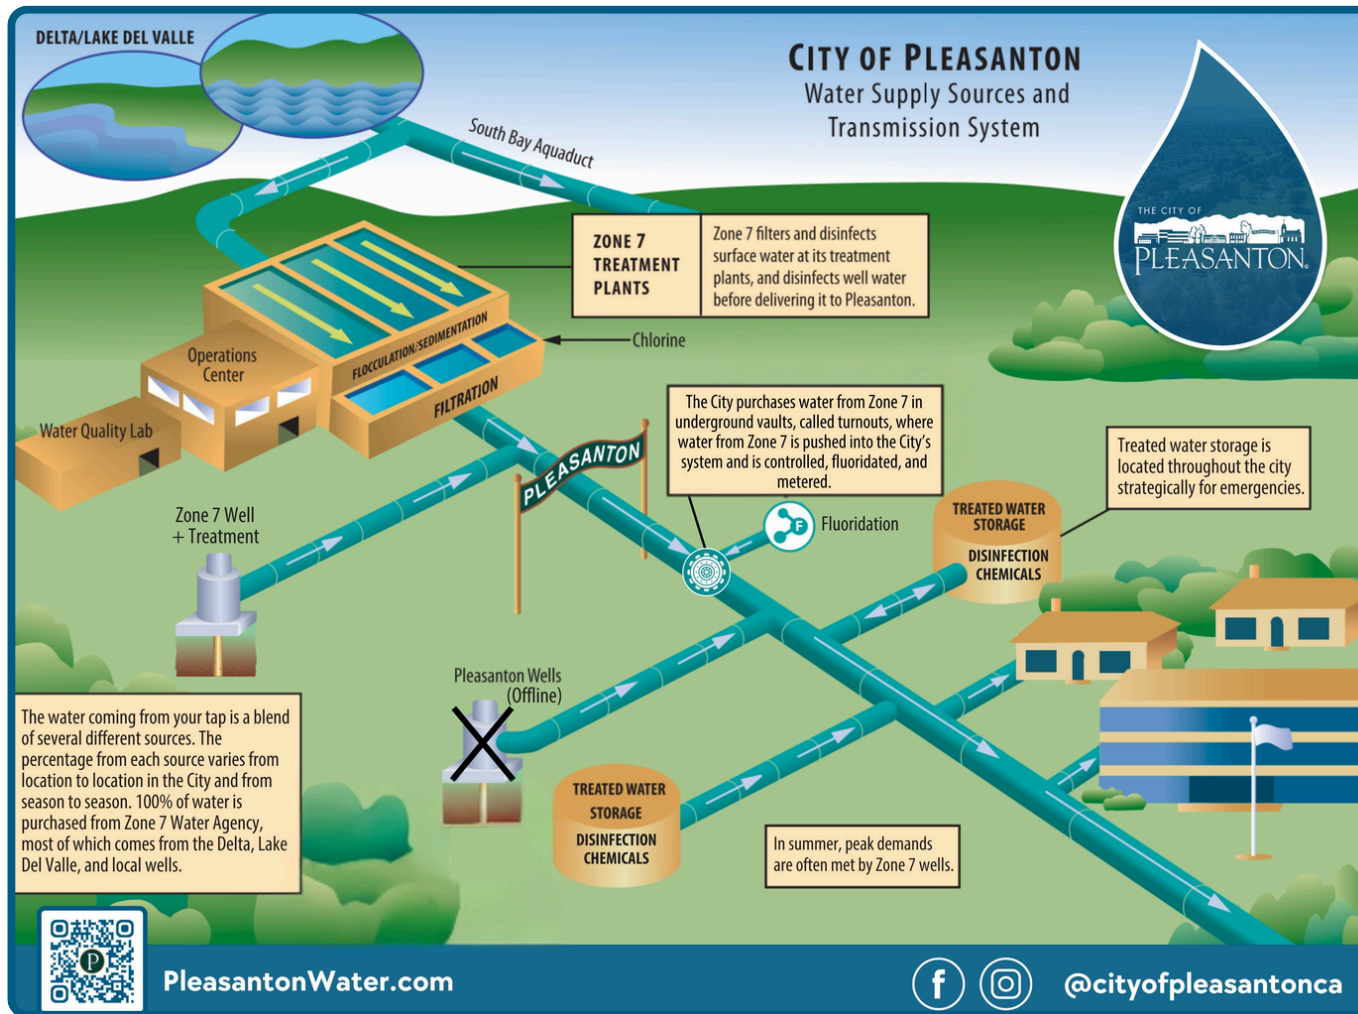 DELTA/LAKE DEL VALLE
CITY OF PLEASANTON
Water Supply Sources and
Transmission System
South Bay Aquaduct
THE CITY OF
PLEASANTON
ZONE 7
TREATMENT
PLANTS
Zone 7 filters and disinfects
surface water at its treatment
plants, and disinfects well water
before delivering it to Pleasanton.
FLOCCULATION/SEDIMENTATION
Chlorine
Operations
Center
FILTRATION
Water Quality Lab
The City purchases water from Zone 7 in
underground vaults, called turnouts, where
water from Zone 7 is pushed into the City's
system and is controlled, fluoridated, and
metered.
PLEASANTON
Treated water storage is
located throughout the city
strategically for emergencies.
Zone 7 Well
+ Treatment
F
Fluoridation
TREATED WATER
STORAGE
DISINFECTION
CHEMICALS
Pleasanton Wells
(Offline)
The water coming from your tap is a blend
of several different sources. The
percentage from each source varies from
location to location in the City and from
season to season. 100% of water is
purchased from Zone 7 Water Agency,
most of which comes from the Delta, Lake
Del Valle, and local wells.
TREATED WATER
STORAGE
DISINFECTION
CHEMICALS
In summer, peak demands
are often met by Zone 7 wells.
P
PleasantonWater.com
f
@cityofpleasantonca